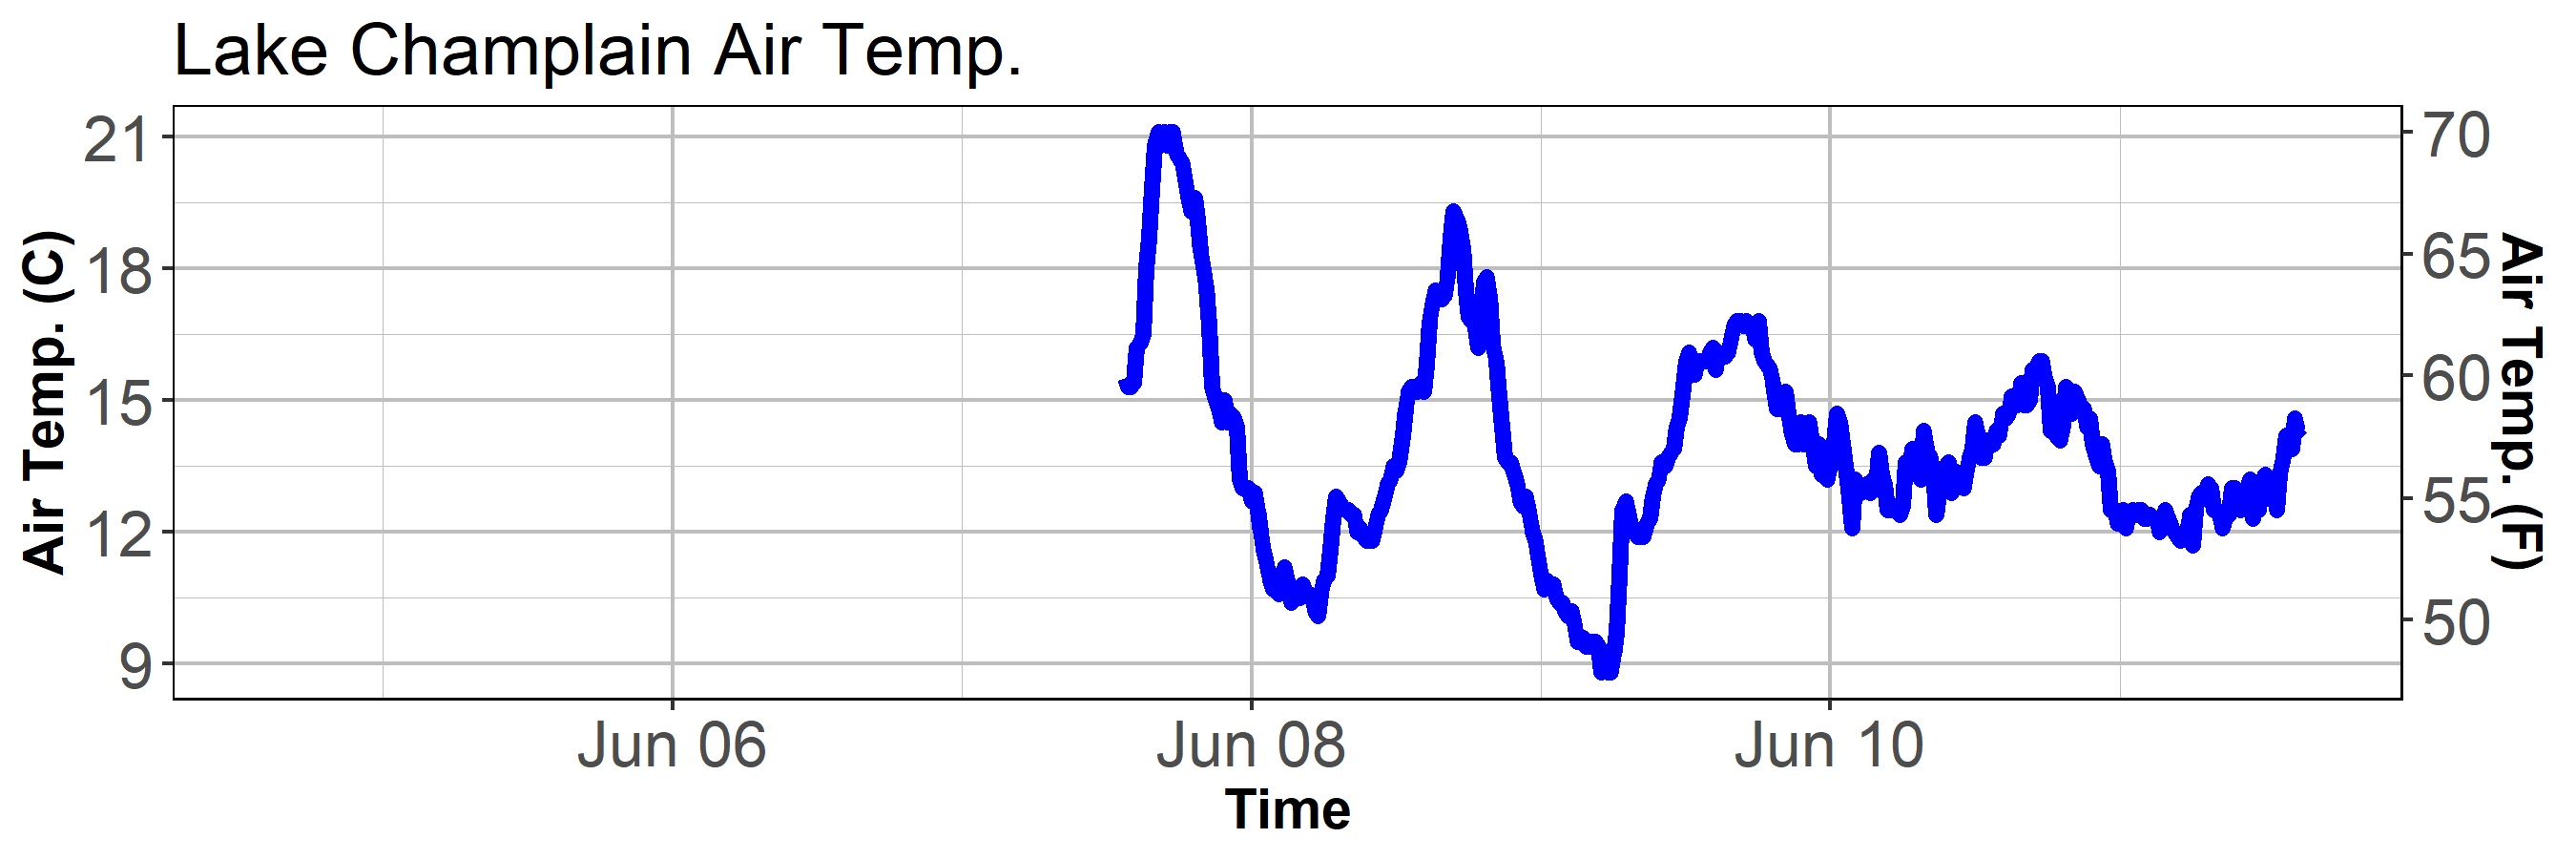 Lake Champlain Air Temp.
21
18
15
12
9
Air Temp. (C)
70
65
60
55
50
Air Temp. (F)
Jun 06
Jun 08
Jun 10
Time